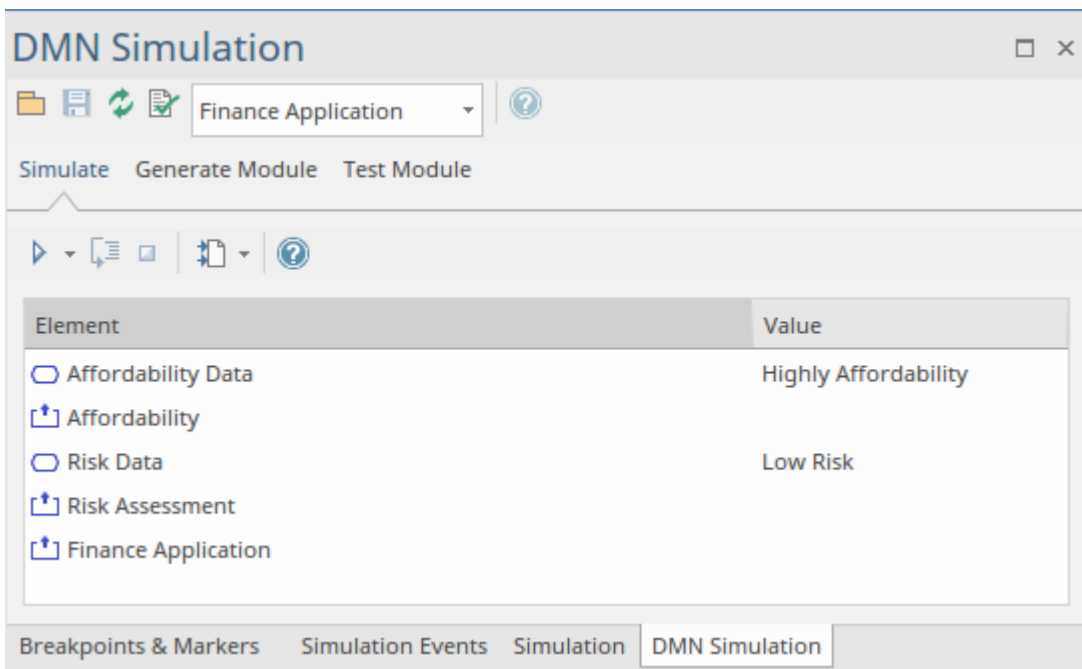 DMN Simulation
Finance Application
Simulate Generate Module Test Module
Element Value
Affordability Data Highly Affordability
Affordability
Risk Data Low Risk
Risk Assessment
Finance Application
Breakpoints & Markers Simulation Events Simulation DMN Simulation